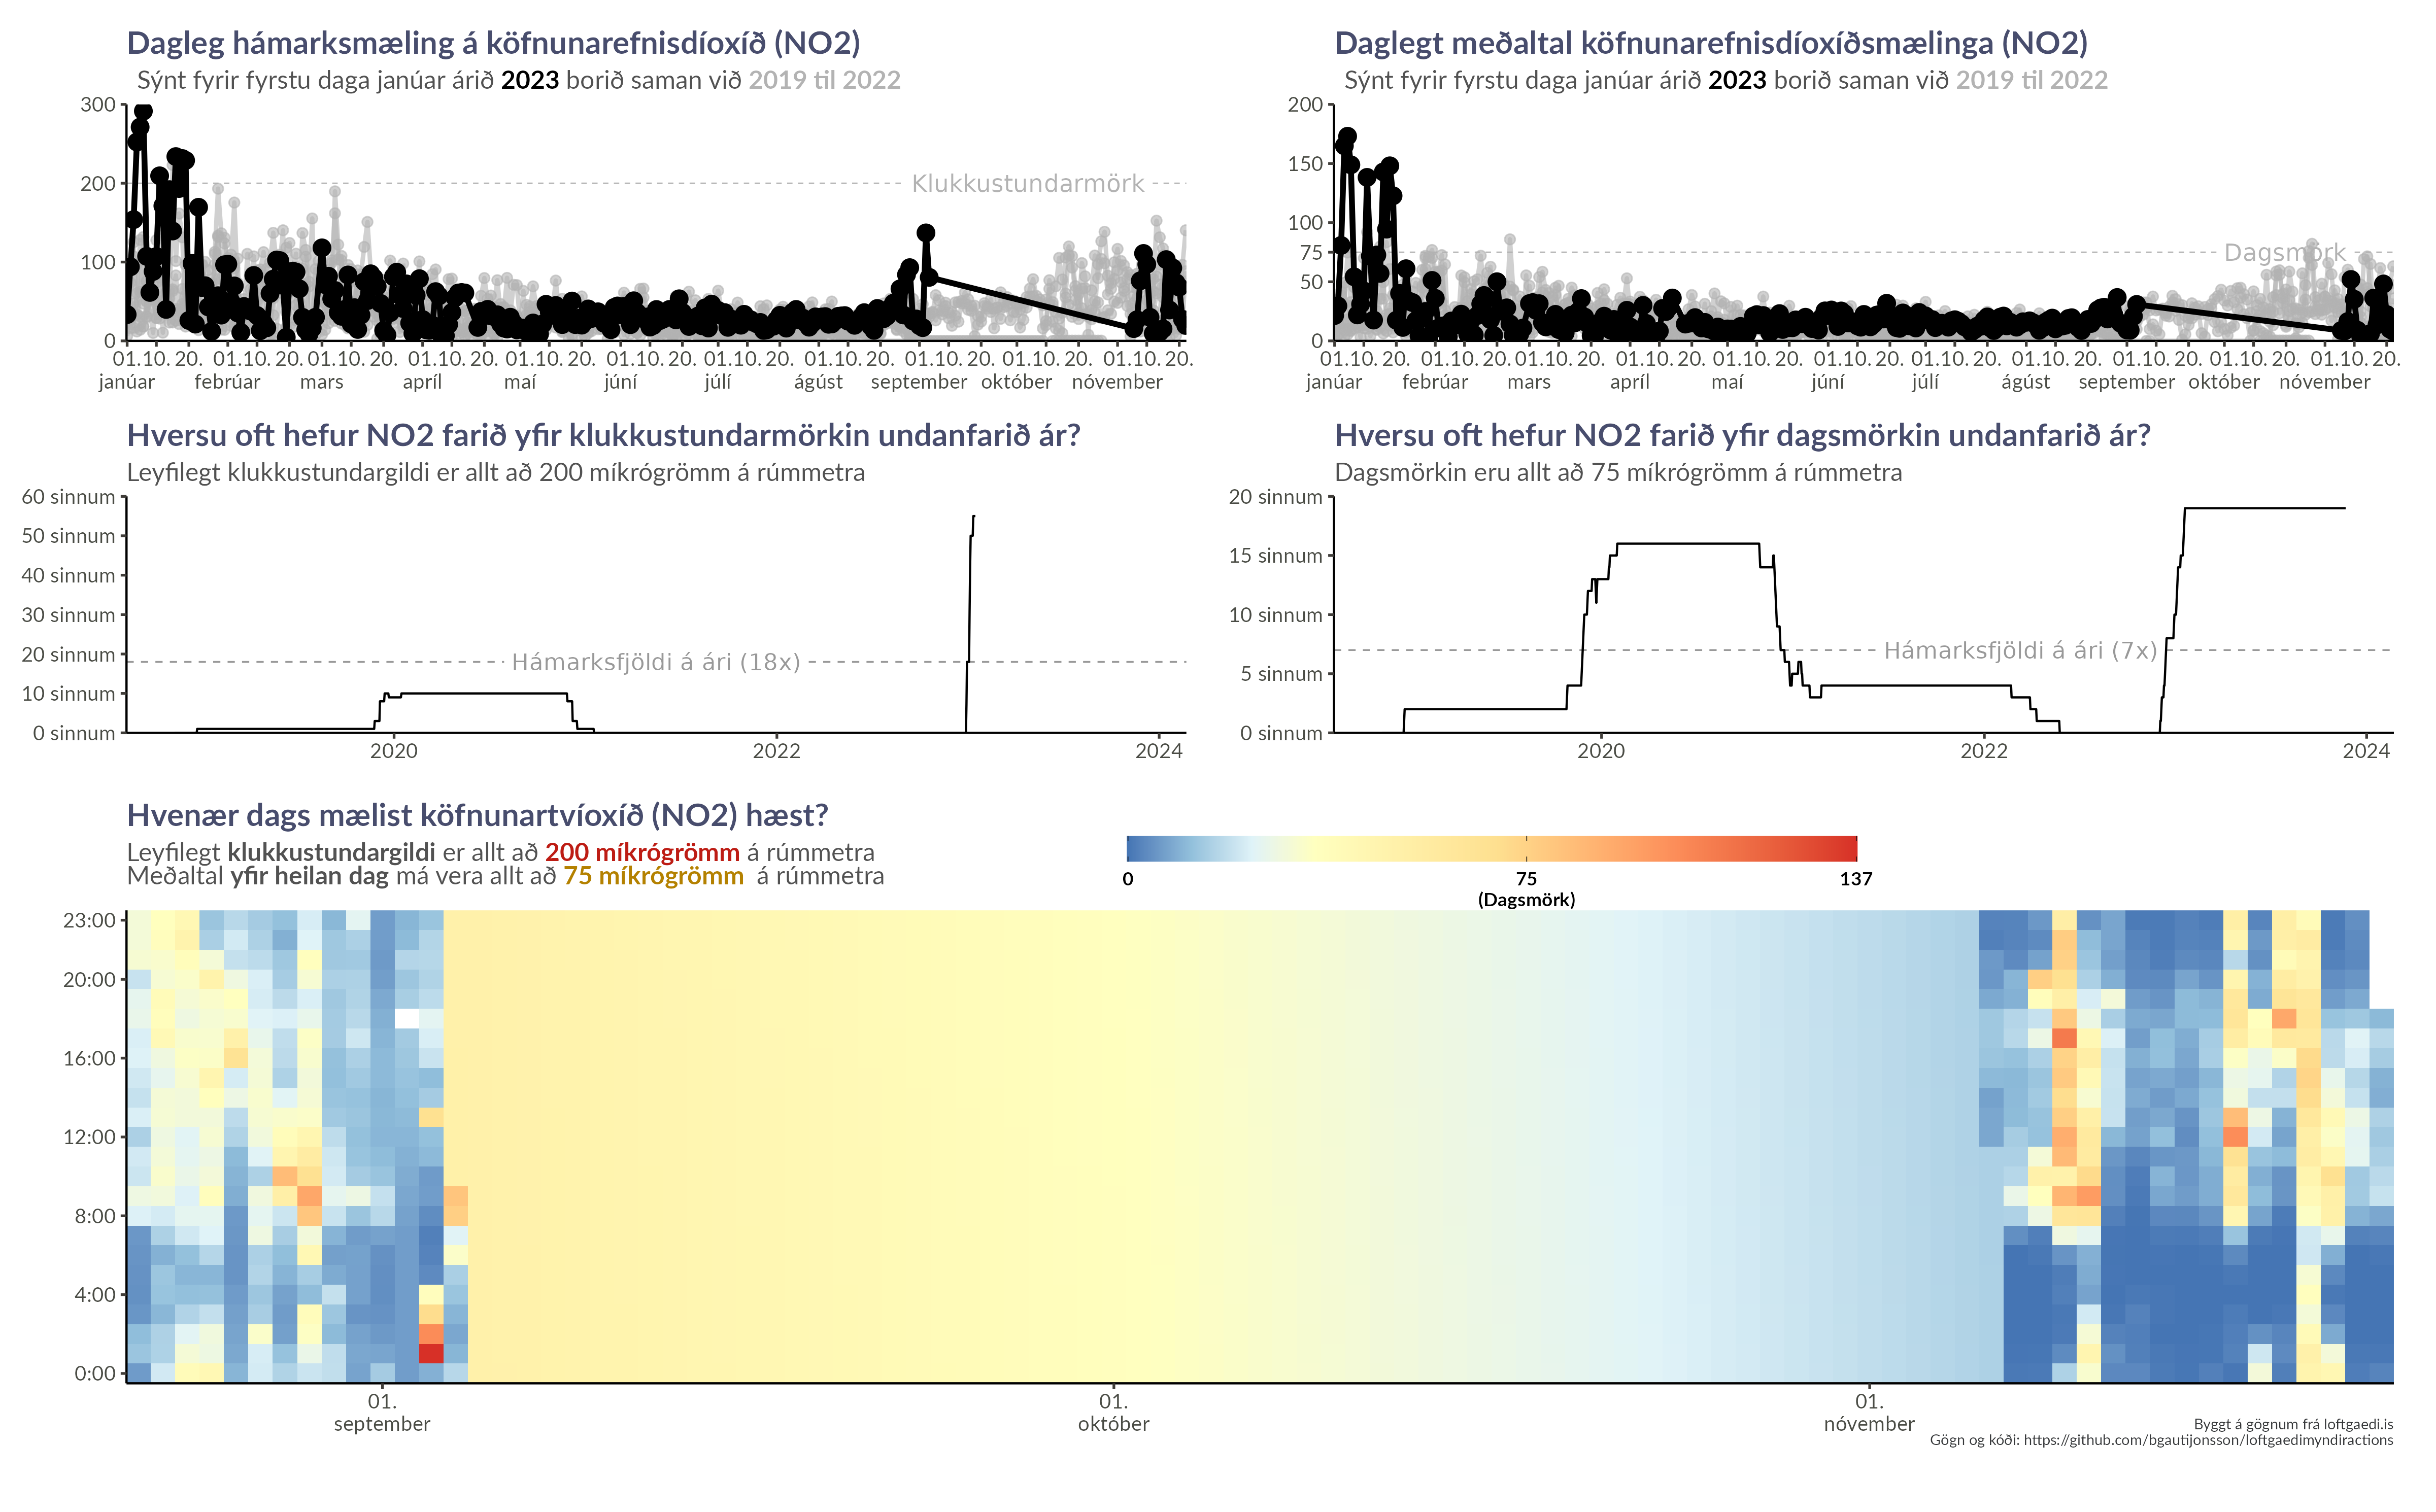 Dagleg hámarksmæling á köfnunarefnisdíoxíð (NO2)
Sýnt fyrir fyrstu daga janúar árið 2023 borið saman við 2019 til 2022
300
200
100
0
Klukkustundarmörk
01. 10. 20. 01. 10. 20. 01. 10. 20. 01. 10. 20. 01. 10. 20. 01. 10. 20. 01. 10. 20. 01. 10. 20. 01. 10. 20. 01. 10. 20. 01. 10. 20.
janúar febrúar mars apríl maí júní júlí ágúst september október nóvember
Daglegt meðaltal köfnunarefnisdíoxíðsmælinga (NO2)
Sýnt fyrir fyrstu daga janúar árið 2023 borið saman við 2019 til 2022
200
150
100
75
50
0
Dagsmörk
01. 10. 20. 01. 10. 20. 01. 10. 20. 01. 10. 20. 01. 10. 20. 01. 10. 20. 01. 10. 20. 01. 10. 20. 01. 10. 20. 01. 10. 20. 01. 10. 20.
janúar febrúar mars apríl maí júní júlí ágúst september október nóvember
Hversu oft hefur NO2 farið yfir klukkustundarmörkin undanfarið ár?
Leyfilegt klukkustundargildi er allt að 200 míkrógrömm á rúmmetra
60 sinnum
50 sinnum
40 sinnum
30 sinnum
20 sinnum
10 sinnum
0 sinnum
Hámarksfjöldi á ári (18x)
2020 2022 2024
Hversu oft hefur NO2 farið yfir dagsmörkin undanfarið ár?
Dagsmörkin eru allt að 75 míkrógrömm á rúmmetra
20 sinnum
15 sinnum
10 sinnum
5 sinnum
0 sinnum
Hámarksfjöldi á ári (7x)
2020 2022 2024
Hvenær dags mælist köfnunartvíoxíð (NO2) hæst?
Leyfilegt klukkustundargildi er allt að 200 míkrógrömm á rúmmetra
Meðaltal yfir heilan dag má vera allt að 75 míkrógrömm á rúmmetra
0 75 137
(Dagsmörk)
23:00
20:00
16:00
12:00
8:00
4:00
0:00
01. 01. 01.
september október nóvember
Byggt á gögnum frá loftgaedi.is
Gögn og kóði: https://github.com/bgautijonsson/loftgaedimyndiractions